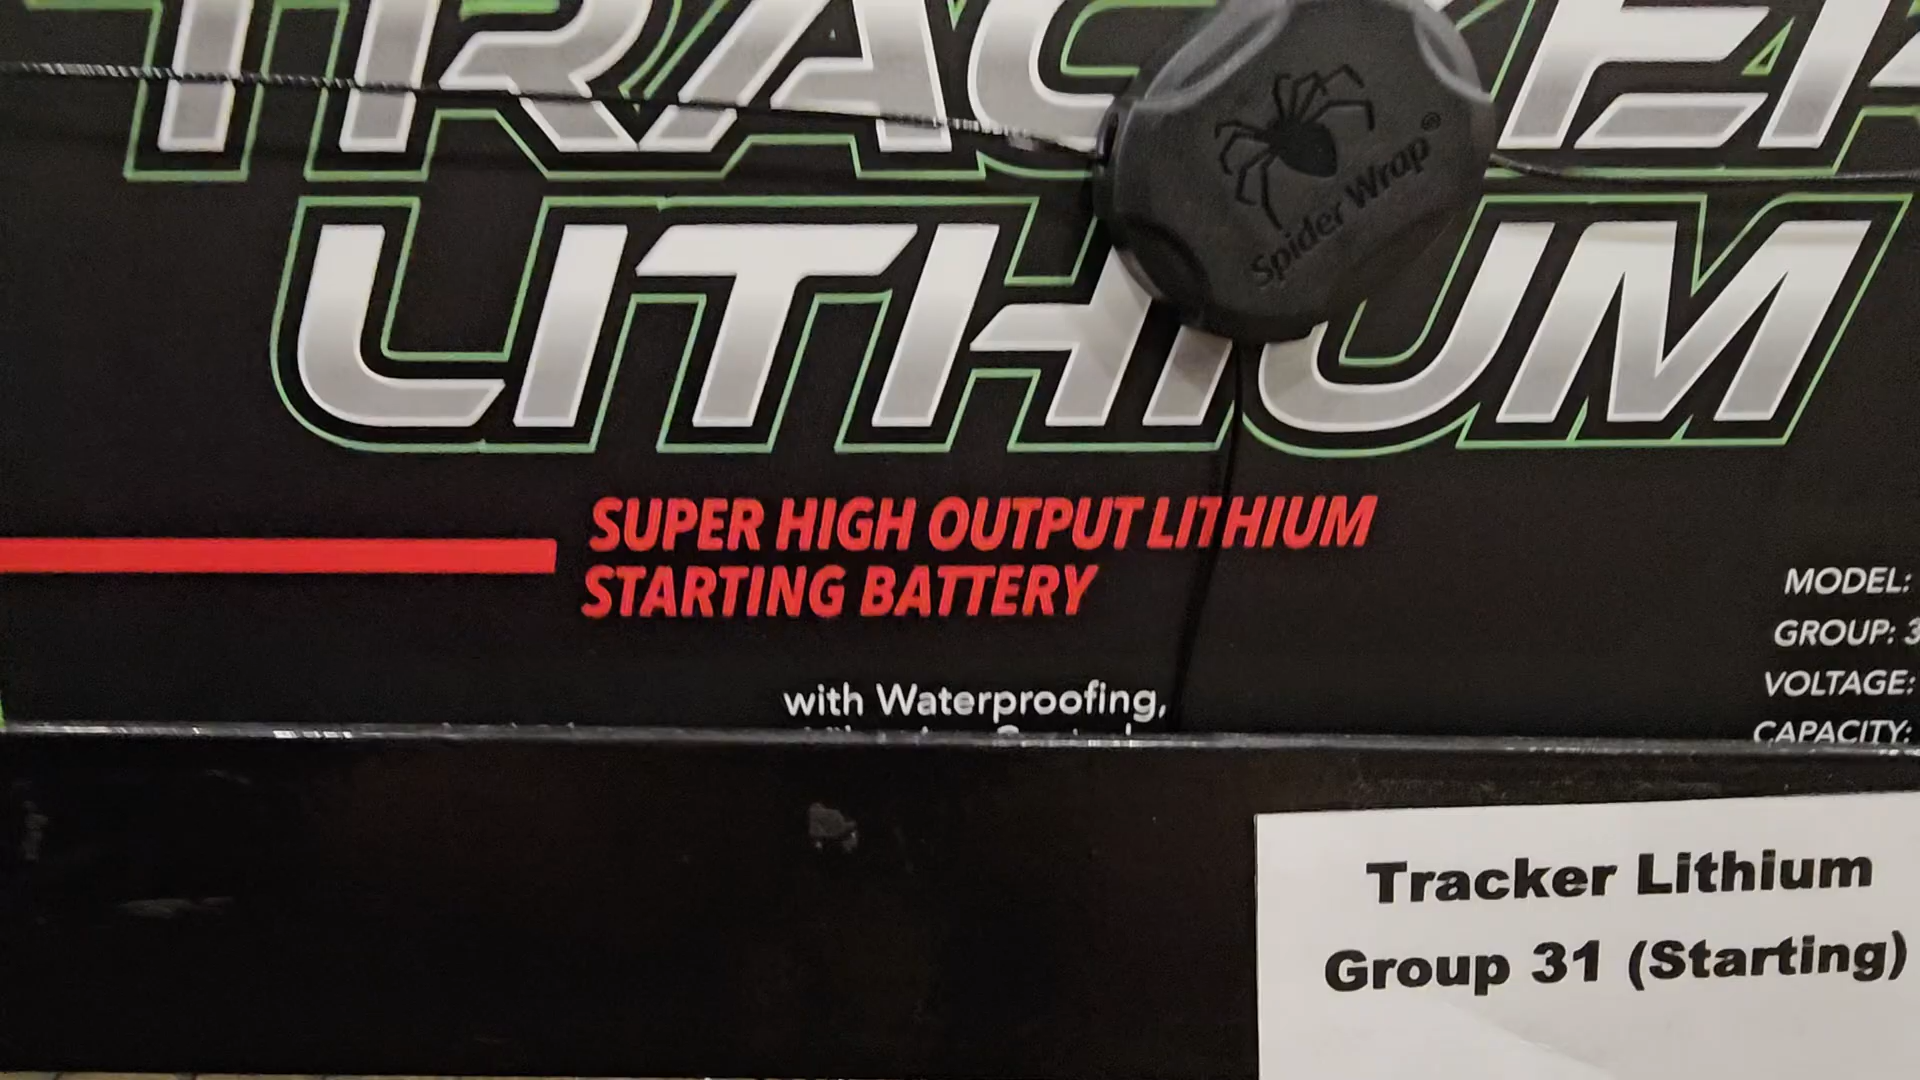 TRACKER
LITHIUM
Spider Wrap®
SUPER HIGH OUTPUT LITHIUM
STARTING BATTERY
with Waterproofing,
MODEL:
GROUP: 3
VOLTAGE:
CAPACITY:
Tracker Lithium
Group 31 (Starting)